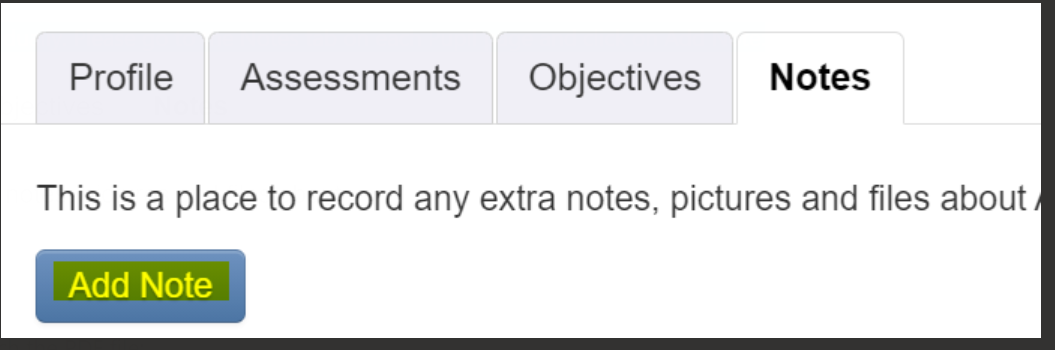 Profile Assessments Objectives Notes
This is a place to record any extra notes, pictures and files about
Add Note